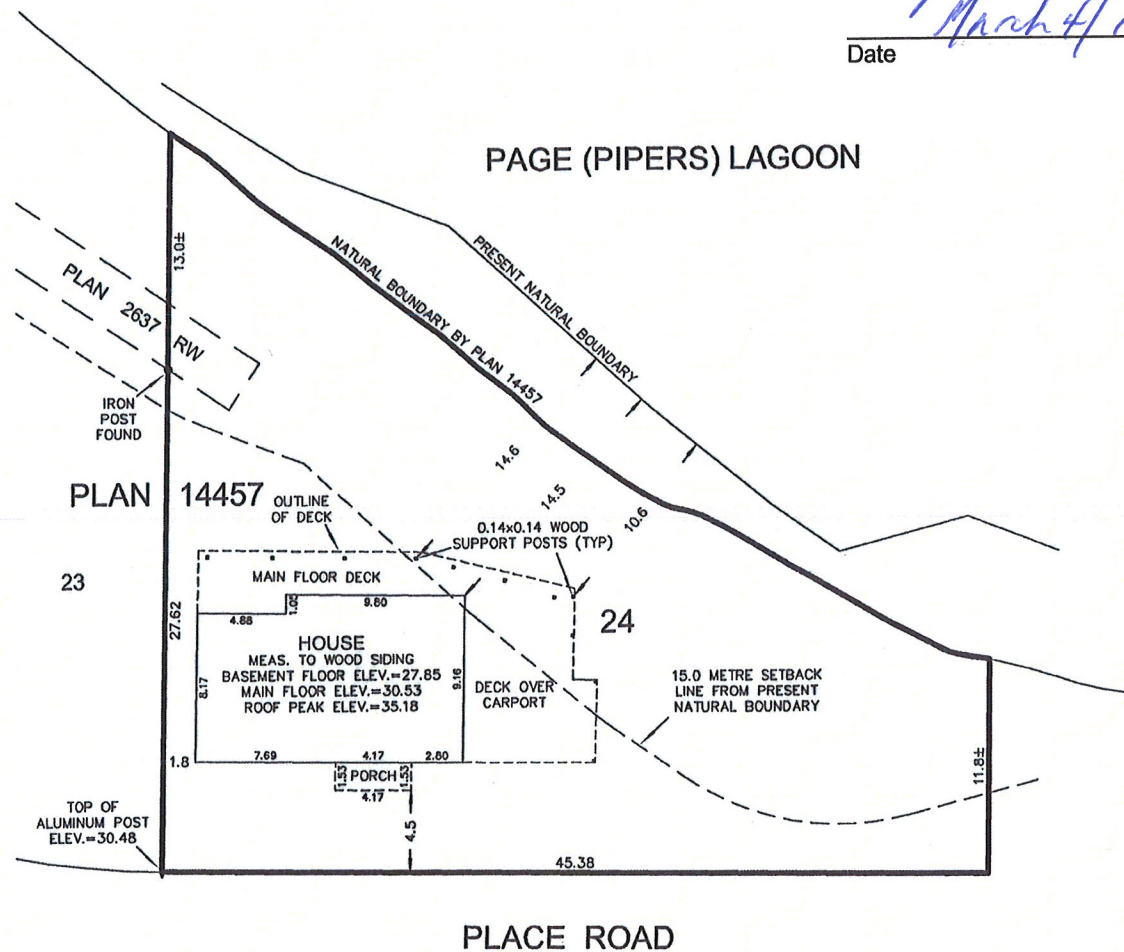 March 4/
Date
PAGE (PIPERS) LAGOON
PRESENT NATURAL BOUNDARY
NATURAL BOUNDARY BY PLAN 14457
13.0±
PLAN 2637 RW
IRON
POST
FOUND
14.6
14.5
10.6
PLAN 14457
OUTLINE
OF DECK
0.14x0.14 WOOD
SUPPORT POSTS (TYP)
23
27.62
MAIN FLOOR DECK
4.88
1.05
9.80
24
HOUSE
MEAS. TO WOOD SIDING
BASEMENT FLOOR ELEV.=27.85
MAIN FLOOR ELEV.=30.53
ROOF PEAK ELEV.=35.18
8.17
9.16
DECK OVER
CARPORT
15.0 METRE SETBACK
LINE FROM PRESENT
NATURAL BOUNDARY
1.8
7.69
4.17
2.80
1.53
PORCH
1.53
4.17
4.5
11.8±
TOP OF
ALUMINUM POST
ELEV.=30.48
45.38
PLACE ROAD